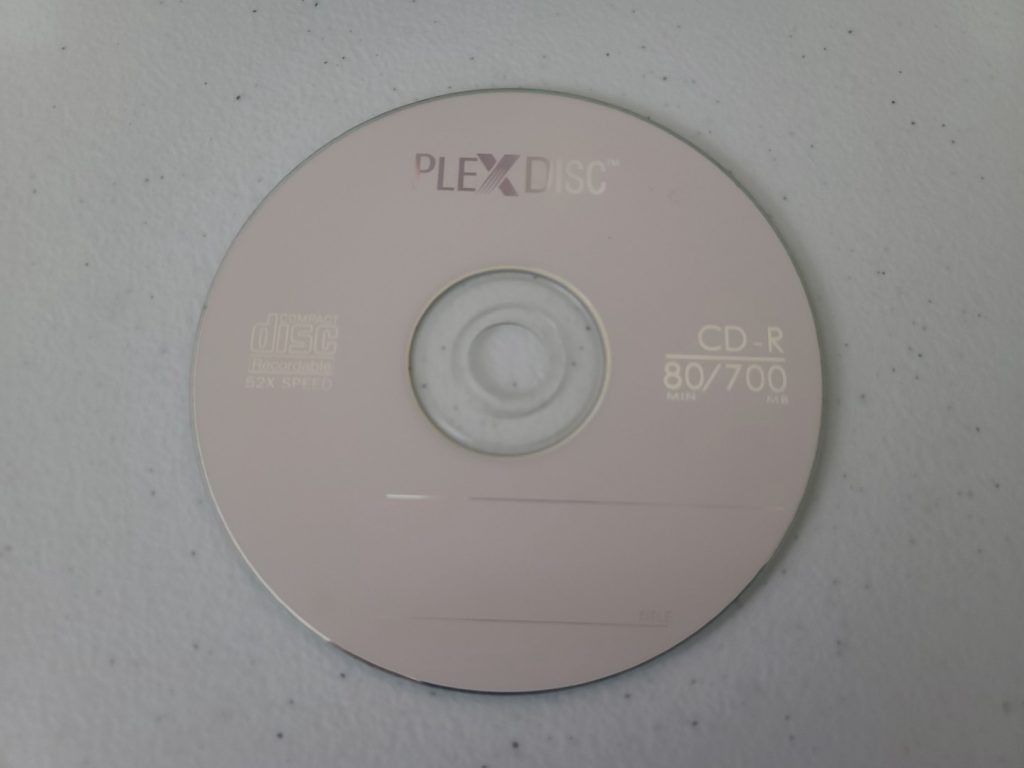 PLEXDISC™
COMPACT
disc
Recordable
52X SPEED
CD-R
80/700
MIN MB